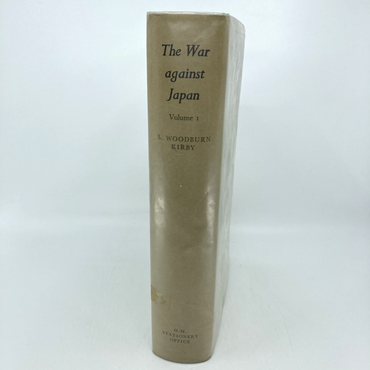 The War
against
Japan
Volume 1
S. WOODBURN
KIRBY
H. M.
STATIONERY
OFFICE